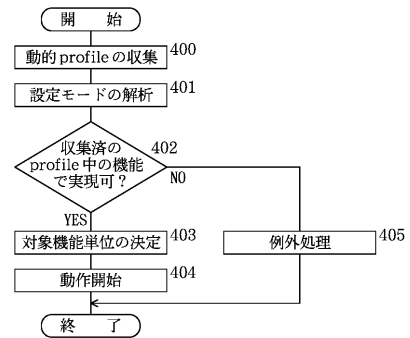 開 始
動的profileの収集 400
設定モードの解析 401
収集済の 402
profile中の機能
で実現可？
NO
YES
対象機能単位の決定 403
例外処理 405
動作開始 404
終 了